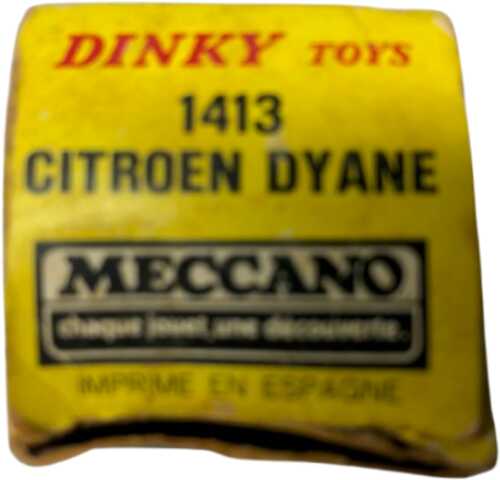 DINKY TOYS
1413
CITROEN DYANE
MECCANO
chaque jouet, une découverte.
IMPRIME EN ESPAGNE